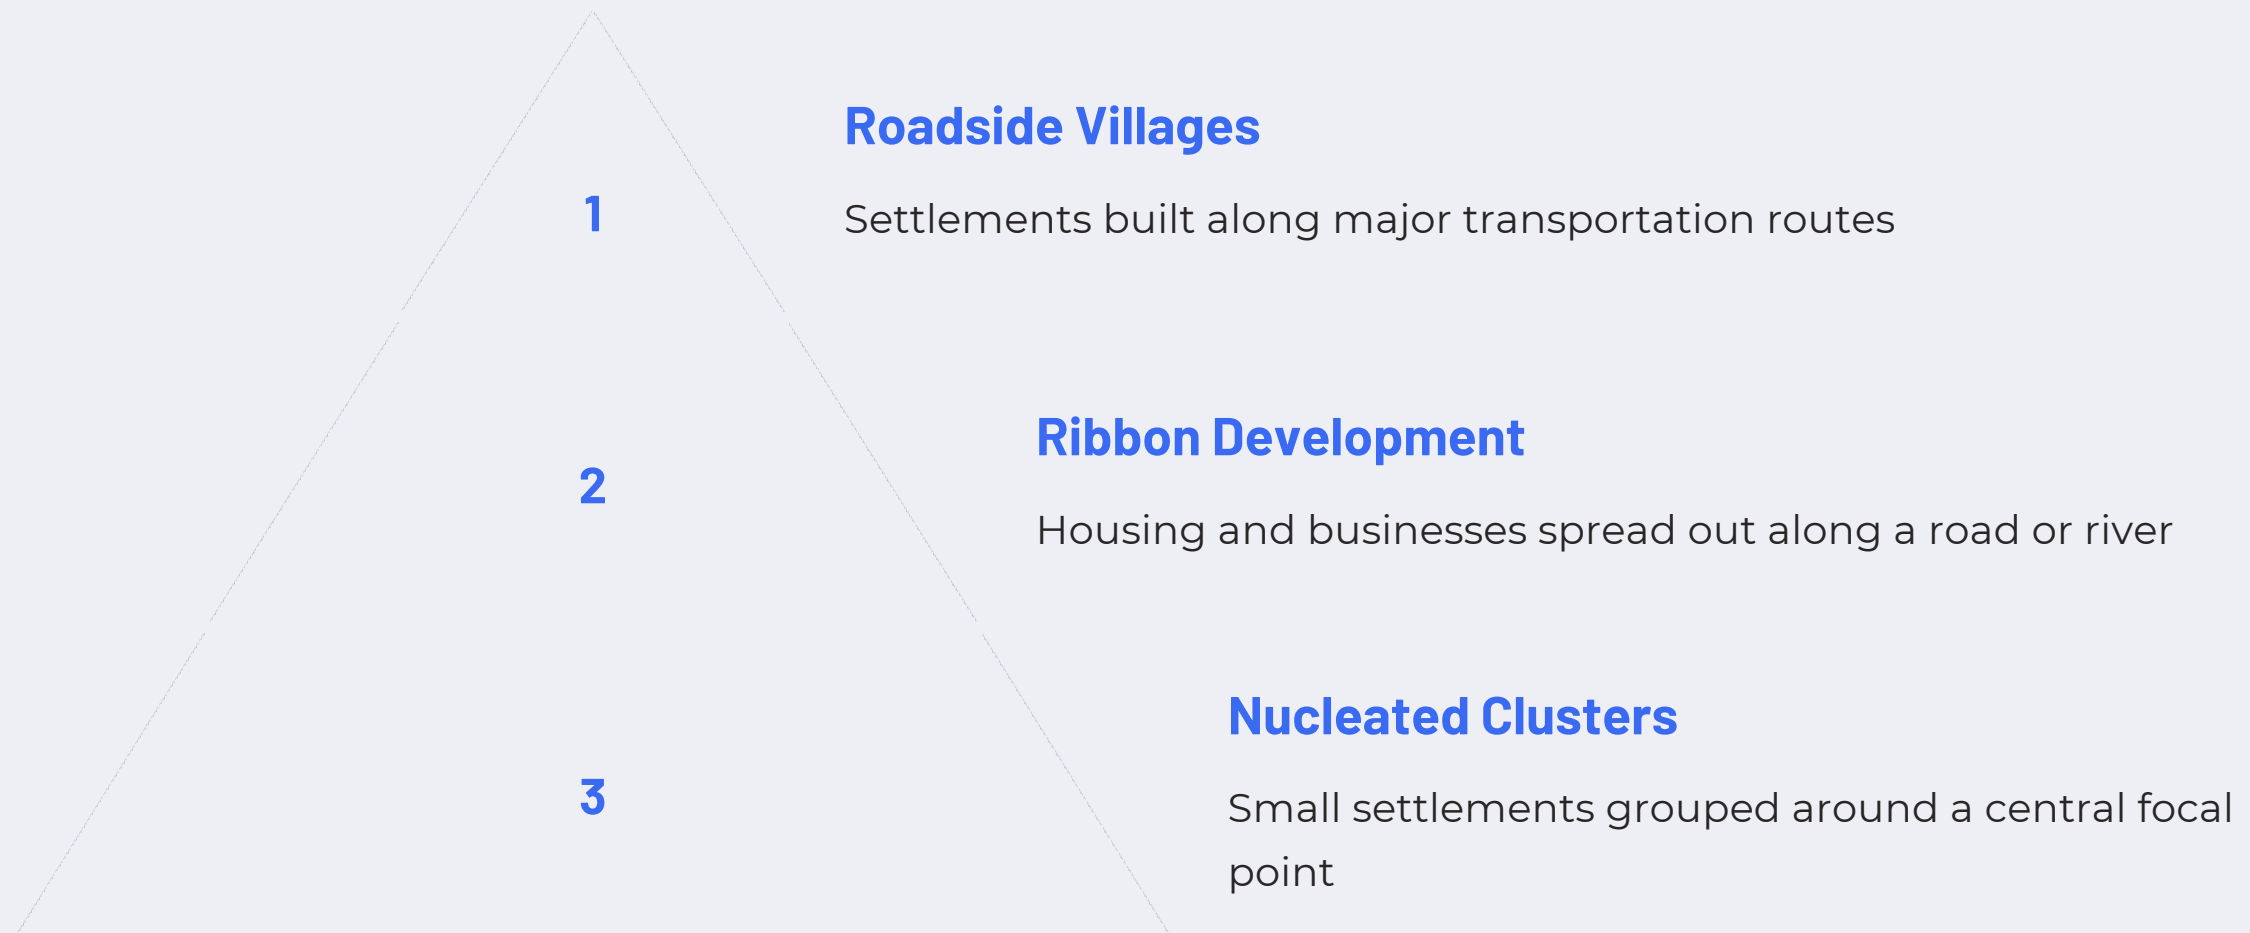 Roadside Villages
1
Settlements built along major transportation routes
Ribbon Development
2
Housing and businesses spread out along a road or river
Nucleated Clusters
3
Small settlements grouped around a central focal
point